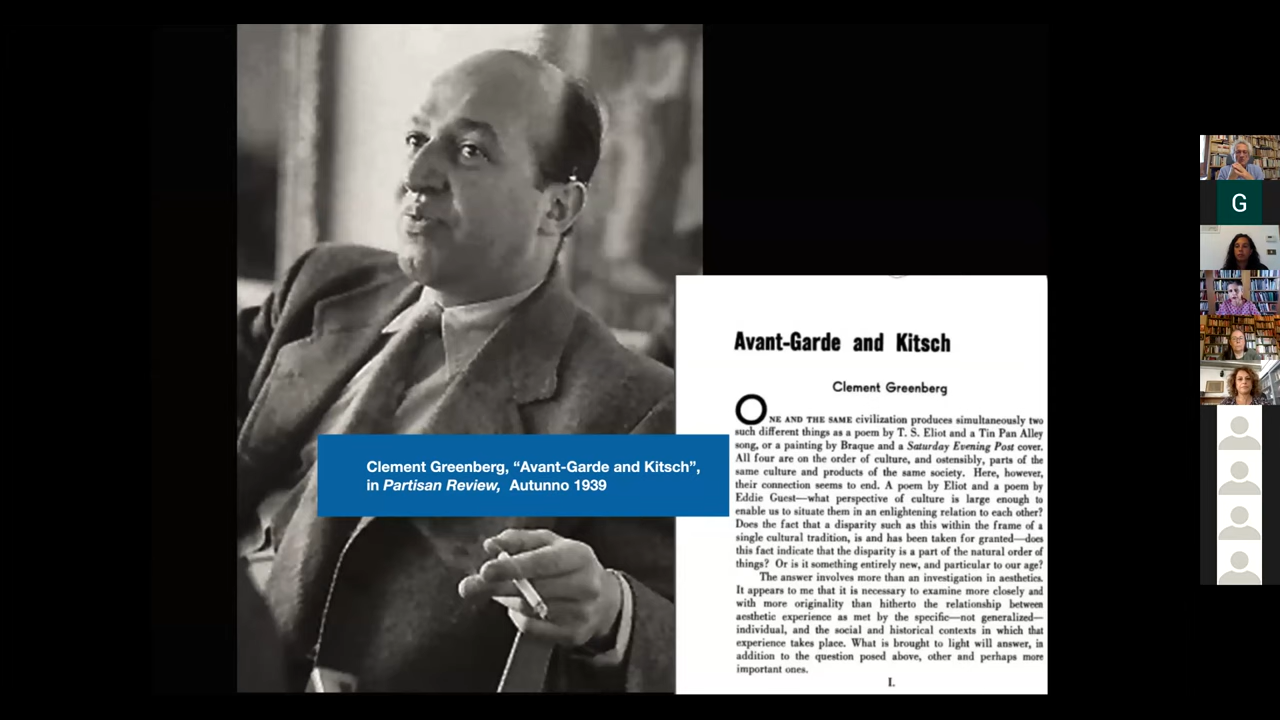 Clement Greenberg, “Avant-Garde and Kitsch”,
in Partisan Review, Autunno 1939
Avant-Garde and Kitsch
Clement Greenberg
ONE AND THE SAME civilization produces simultaneously two
such different things as a poem by T. S. Eliot and a Tin Pan Alley
song, or a painting by Braque and a Saturday Evening Post cover.
All four are on the order of culture, and ostensibly, parts of the
same culture and products of the same society. Here, however,
their connection seems to end. A poem by Eliot and a poem by
Eddie Guest—what perspective of culture is large enough to
enable us to situate them in an enlightening relation to each other?
Does the fact that a disparity such as this within the frame of a
single cultural tradition, is and has been taken for granted—does
this fact indicate that the disparity is a part of the natural order of
things? Or is it something entirely new, and particular to our age?
The answer involves more than an investigation in aesthetics.
It appears to me that it is necessary to examine more closely and
with more originality than hitherto the relationship between
aesthetic experience as met by the specific—not generalized—
individual, and the social and historical contexts in which that
experience takes place. What is brought to light will answer, in
addition to the question posed above, other and perhaps more
important ones.
I.
G